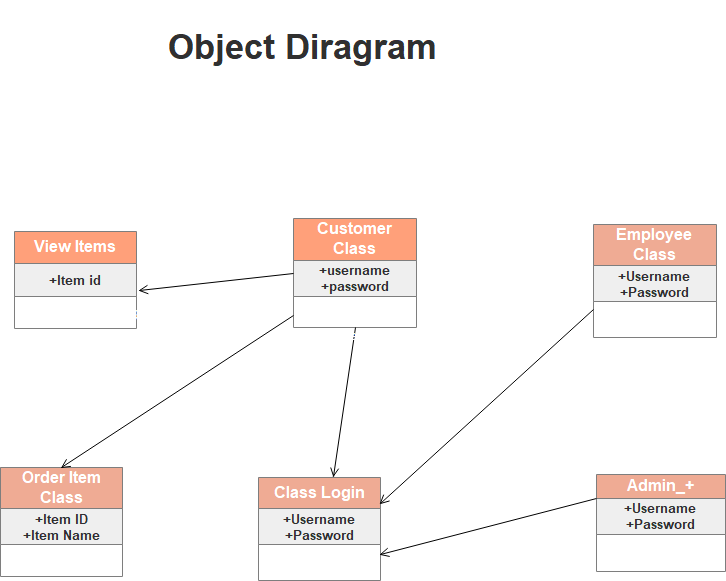 Object Diragram
View Items
+Item id
Customer
Class
+username
+password
Employee
Class
+Username
+Password
Order Item
Class
+Item ID
+Item Name
Class Login
+Username
+Password
Admin_+
+Username
+Password